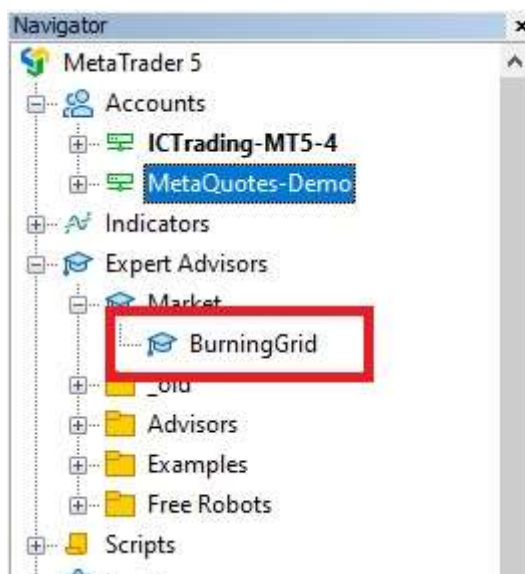 Navigator
MetaTrader 5
Accounts
ICTrading-MT5-4
MetaQuotes-Demo
Indicators
Expert Advisors
Market
BurningGrid
_old
Advisors
Examples
Free Robots
Scripts